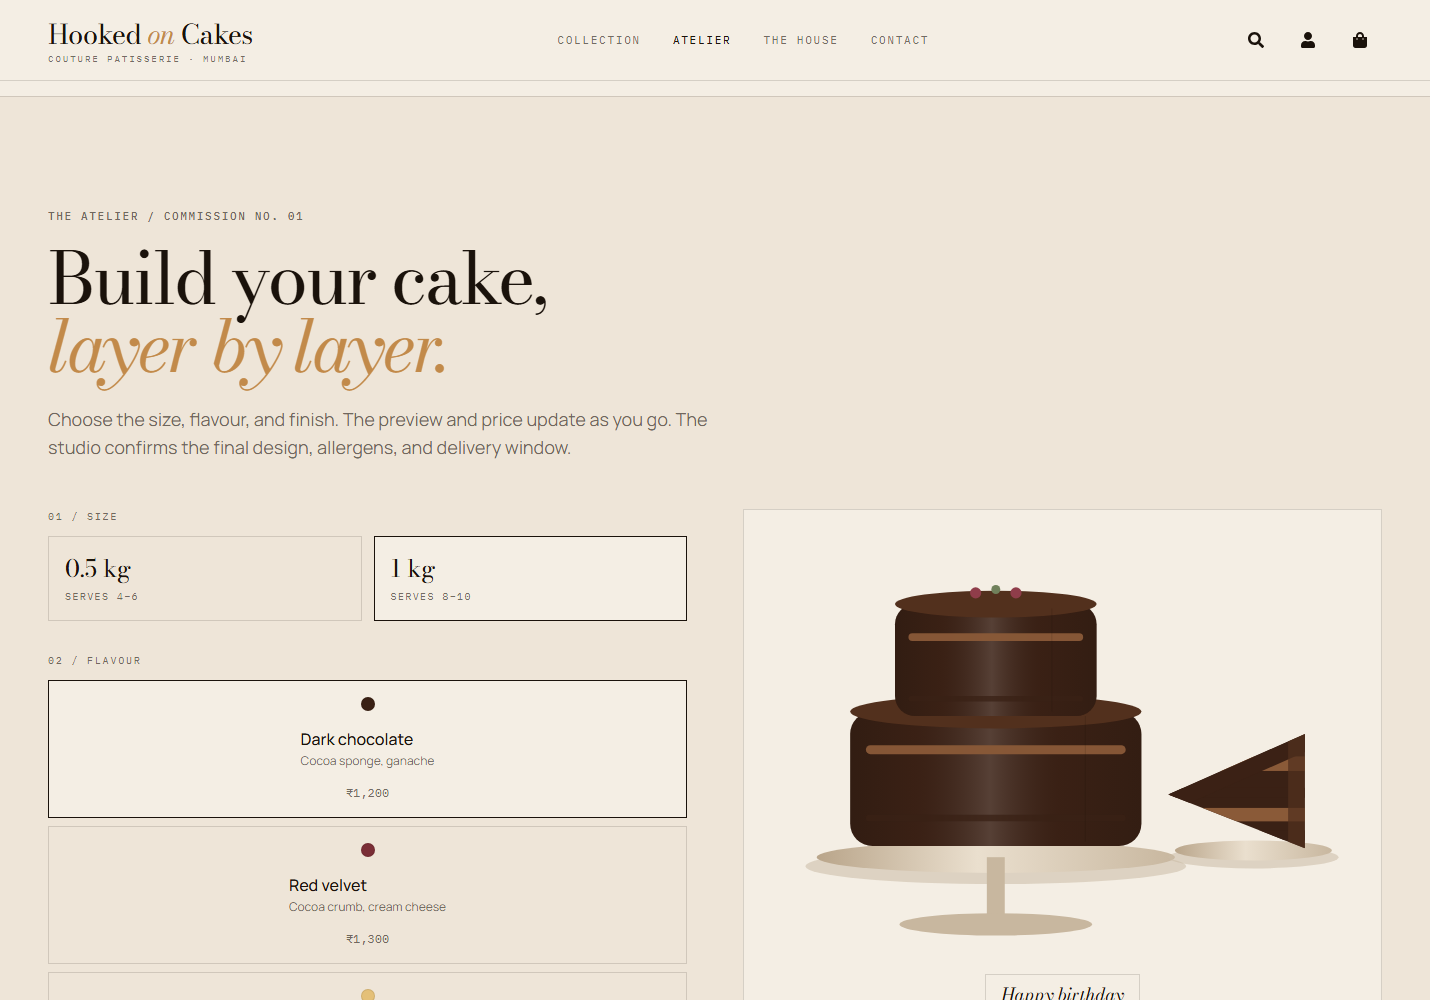 Hooked on Cakes
COUTURE PATISSERIE · MUMBAI
COLLECTION
ATELIER
THE HOUSE
CONTACT
THE ATELIER / COMMISSION NO. 01
Build your cake,
layer by layer.
Choose the size, flavour, and finish. The preview and price update as you go. The
studio confirms the final design, allergens, and delivery window.
01 / SIZE
0.5 kg
SERVES 4–6
1 kg
SERVES 8–10
02 / FLAVOUR
Dark chocolate
Cocoa sponge, ganache
₹1,200
Red velvet
Cocoa crumb, cream cheese
₹1,300
Happy birthday